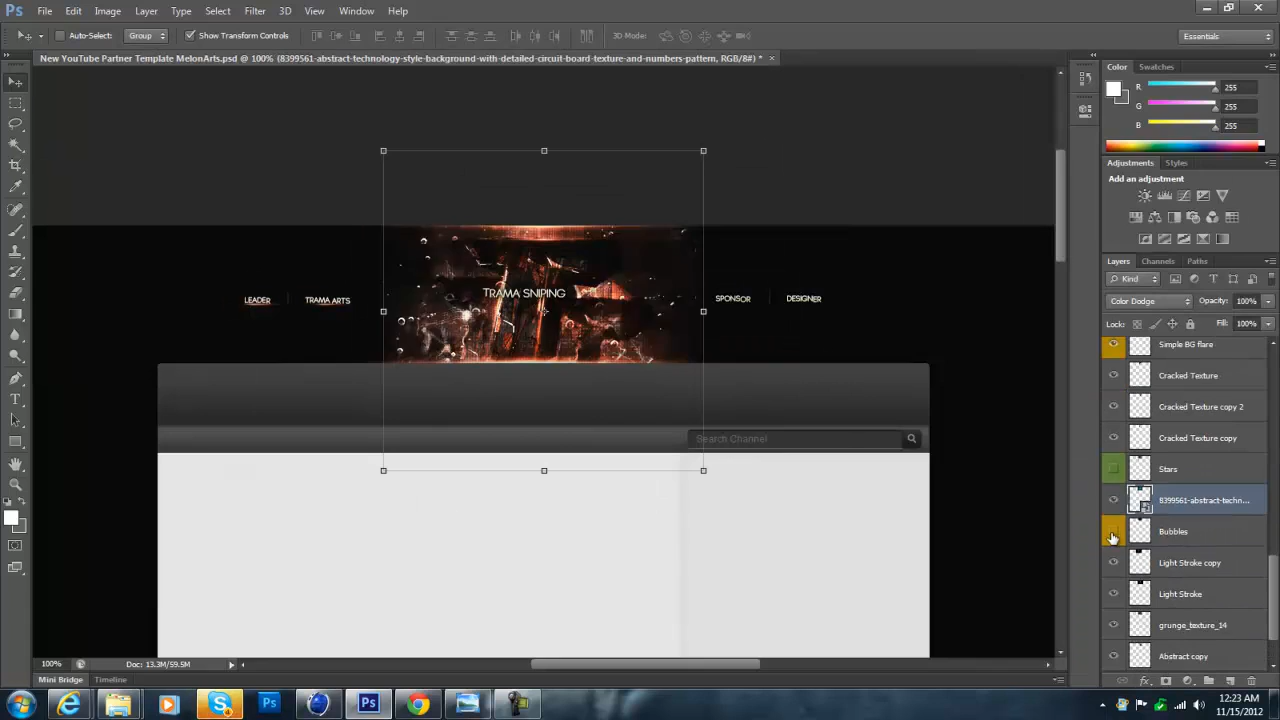 Ps File Edit Image Layer Type Select Filter 3D View Window Help
Auto-Select: Group Show Transform Controls 3D Mode: Essentials
New YouTube Partner Template MelonArts.psd @ 100% (8399561-abstract-technology-style-background-with-detailed-circuit-board-texture-and-numbers-pattern, RGB/8#) *
Color Swatches
R 255
G 255
B 255
Adjustments Styles
Add an adjustment
Layers Channels Paths
Kind
Color Dodge Opacity: 100%
Lock: Fill: 100%
Simple BG flare
Cracked Texture
Cracked Texture copy 2
Cracked Texture copy
Stars
8399561-abstract-techn...
Bubbles
Light Stroke copy
Light Stroke
grunge_texture_14
Abstract copy
LEADER TRAMA ARTS TRAMA SNIPING SPONSOR DESIGNER
Search Channel
100% Doc: 13.3M/59.5M
Mini Bridge Timeline
12:23 AM
11/15/2012